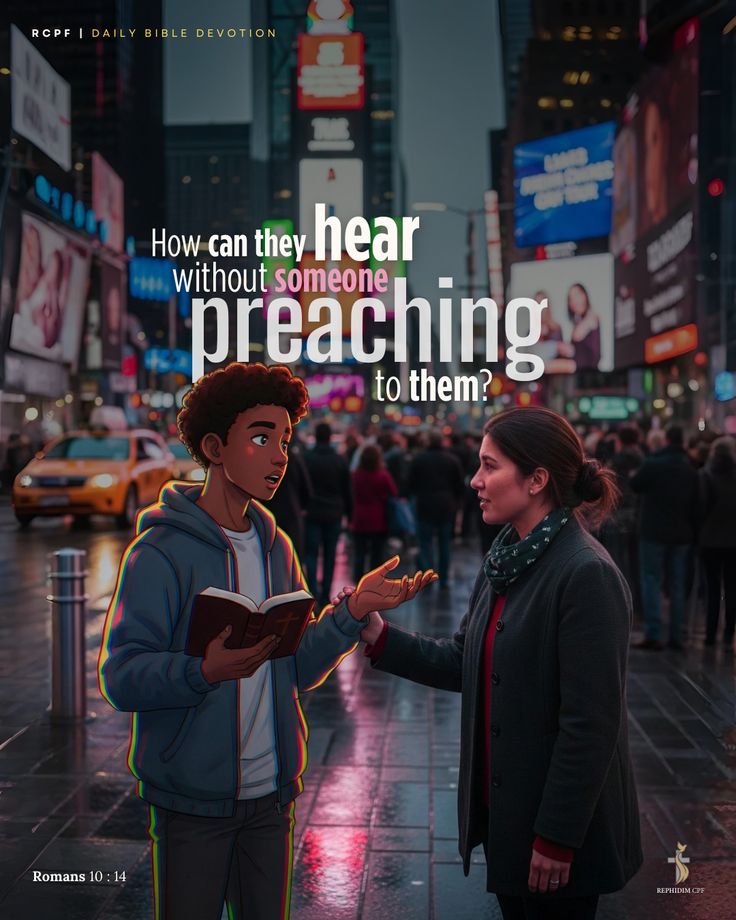 RCPF | DAILY BIBLE DEVOTION
How can they hear
without someone
preaching
to them?
Romans 10 : 14
REPHIDIM CPF